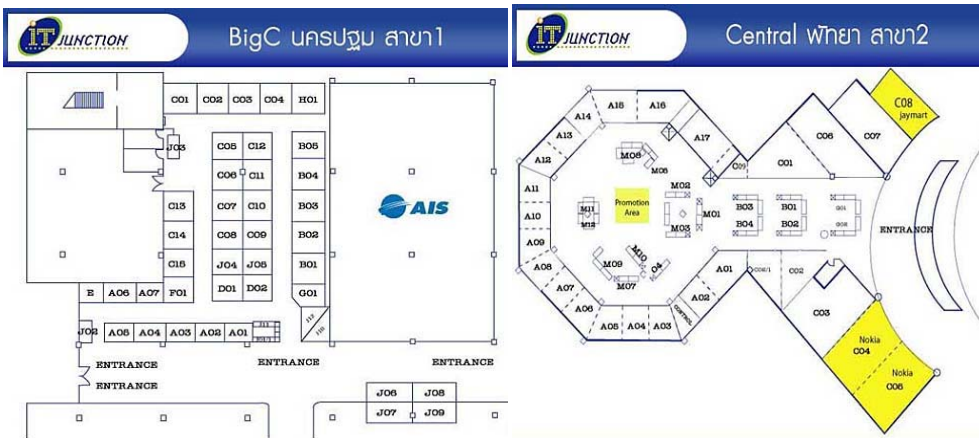 iT JUNCTION
BigC นครปฐม สาขา1
C01 C02 C03 C04 H01
J03
C05 C12 B05
C06 C11 B04
C13 C07 C10 B03
AIS
C14 C08 C09 B02
C15 J04 J05 B01
E A06 A07 F01 D01 D02 G01
J02 A05 A04 A03 A02 A01
ENTRANCE ENTRANCE ENTRANCE
ENTRANCE
J06 J08
J07 J09
iT JUNCTION
Central พัทยา สาขา2
C08
jaymart
A15 A16
A14
A13 A17
A12
C06 C07
C01
C09
M08
M06
A11
M02
Promotion
Area
M11
M12
M01
M03
B03 B01 G01
B04 B02
ENTRANCE
A10
A09
A08
A07
A06
A05 A04 A03
CONTROL
A02
A01
M10
M09
M07
C02
C03
Nokia
C04
Nokia
C05